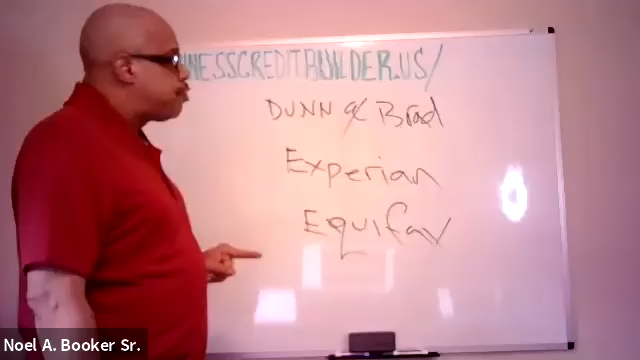 NESSCREDITBUILDER.US/
DUNN & Brad
Experian
Equifax
Noel A. Booker Sr.